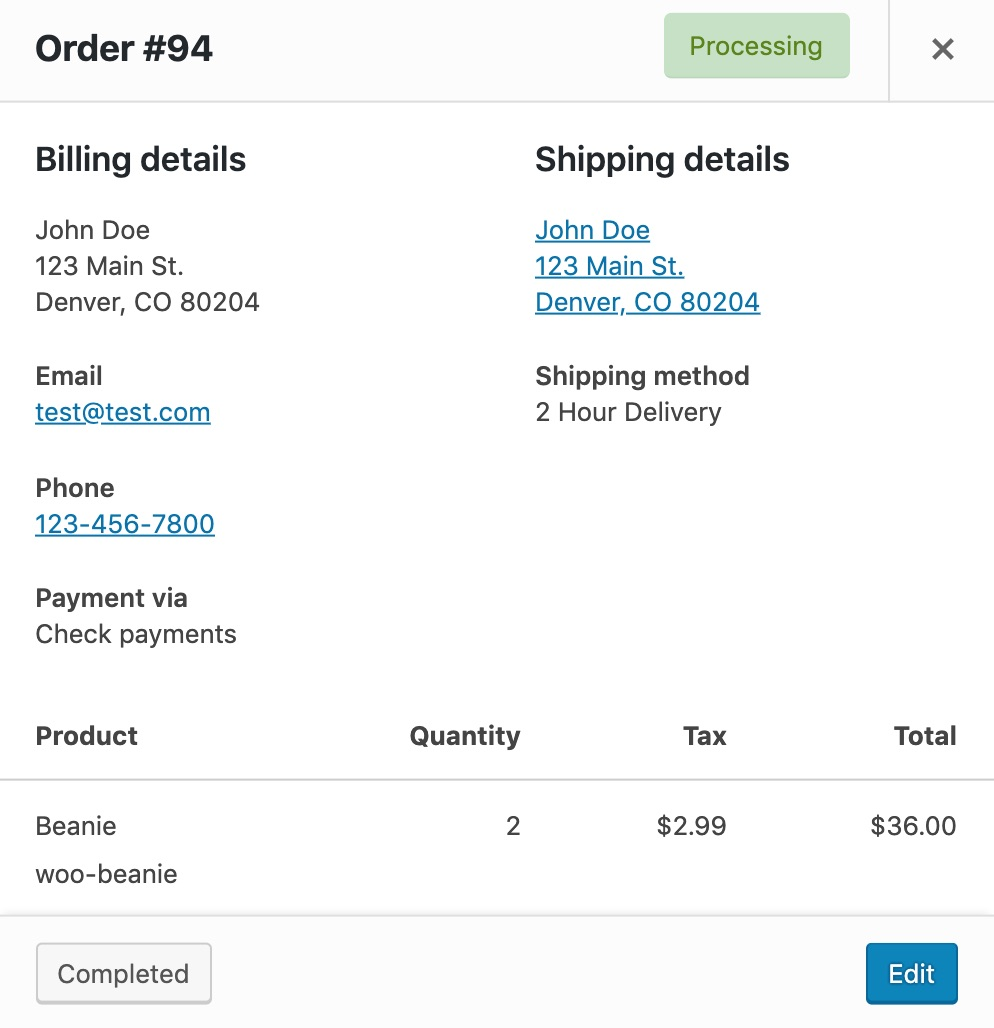 Order #94
Processing
Billing details
John Doe
123 Main St.
Denver, CO 80204
Email
test@test.com
Phone
123-456-7800
Payment via
Check payments
Shipping details
John Doe
123 Main St.
Denver, CO 80204
Shipping method
2 Hour Delivery
Product Quantity Tax Total
Beanie 2 $2.99 $36.00
woo-beanie
Completed
Edit